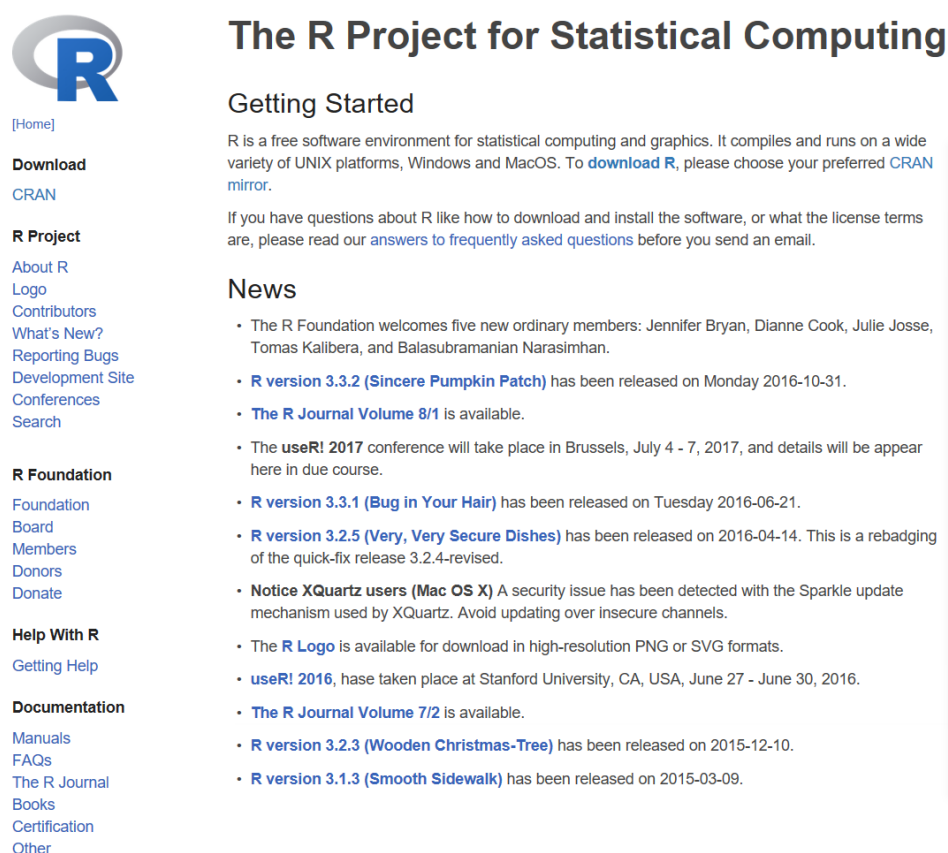 R
[Home]
Download
CRAN
R Project
About R
Logo
Contributors
What's New?
Reporting Bugs
Development Site
Conferences
Search
R Foundation
Foundation
Board
Members
Donors
Donate
Help With R
Getting Help
Documentation
Manuals
FAQs
The R Journal
Books
Certification
Other
The R Project for Statistical Computing
Getting Started
R is a free software environment for statistical computing and graphics. It compiles and runs on a wide
variety of UNIX platforms, Windows and MacOS. To download R, please choose your preferred CRAN
mirror.
If you have questions about R like how to download and install the software, or what the license terms
are, please read our answers to frequently asked questions before you send an email.
News
• The R Foundation welcomes five new ordinary members: Jennifer Bryan, Dianne Cook, Julie Josse,
Tomas Kalibera, and Balasubramanian Narasimhan.
• R version 3.3.2 (Sincere Pumpkin Patch) has been released on Monday 2016-10-31.
• The R Journal Volume 8/1 is available.
• The useR! 2017 conference will take place in Brussels, July 4 - 7, 2017, and details will be appear
here in due course.
• R version 3.3.1 (Bug in Your Hair) has been released on Tuesday 2016-06-21.
• R version 3.2.5 (Very, Very Secure Dishes) has been released on 2016-04-14. This is a rebadging
of the quick-fix release 3.2.4-revised.
• Notice XQuartz users (Mac OS X) A security issue has been detected with the Sparkle update
mechanism used by XQuartz. Avoid updating over insecure channels.
• The R Logo is available for download in high-resolution PNG or SVG formats.
• useR! 2016, hase taken place at Stanford University, CA, USA, June 27 - June 30, 2016.
• The R Journal Volume 7/2 is available.
• R version 3.2.3 (Wooden Christmas-Tree) has been released on 2015-12-10.
• R version 3.1.3 (Smooth Sidewalk) has been released on 2015-03-09.